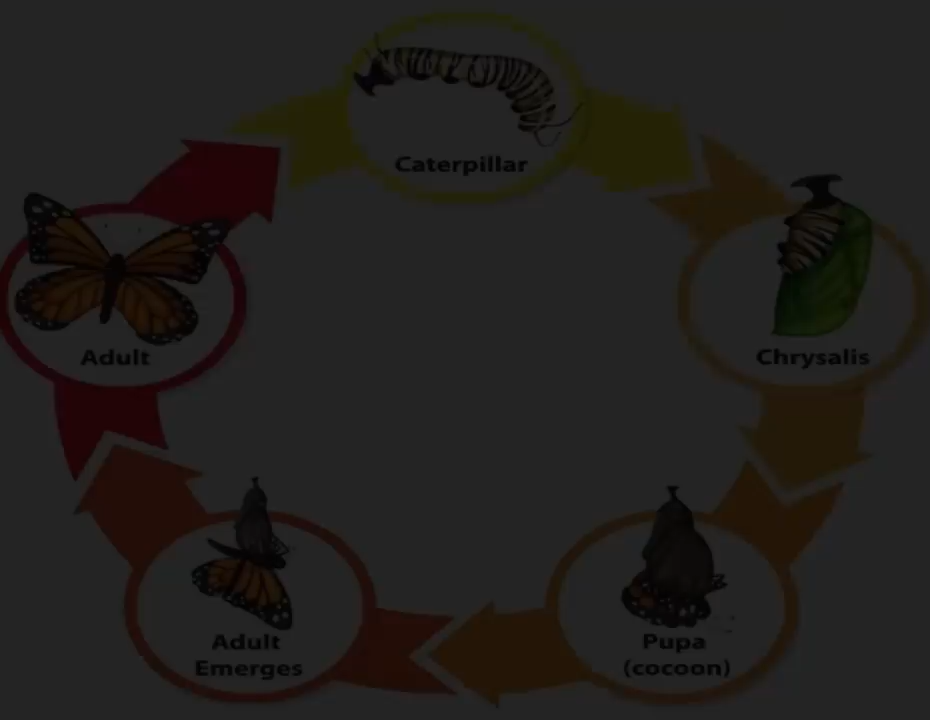 Caterpillar
Chrysalis
Pupa
(cocoon)
Adult
Emerges
Adult